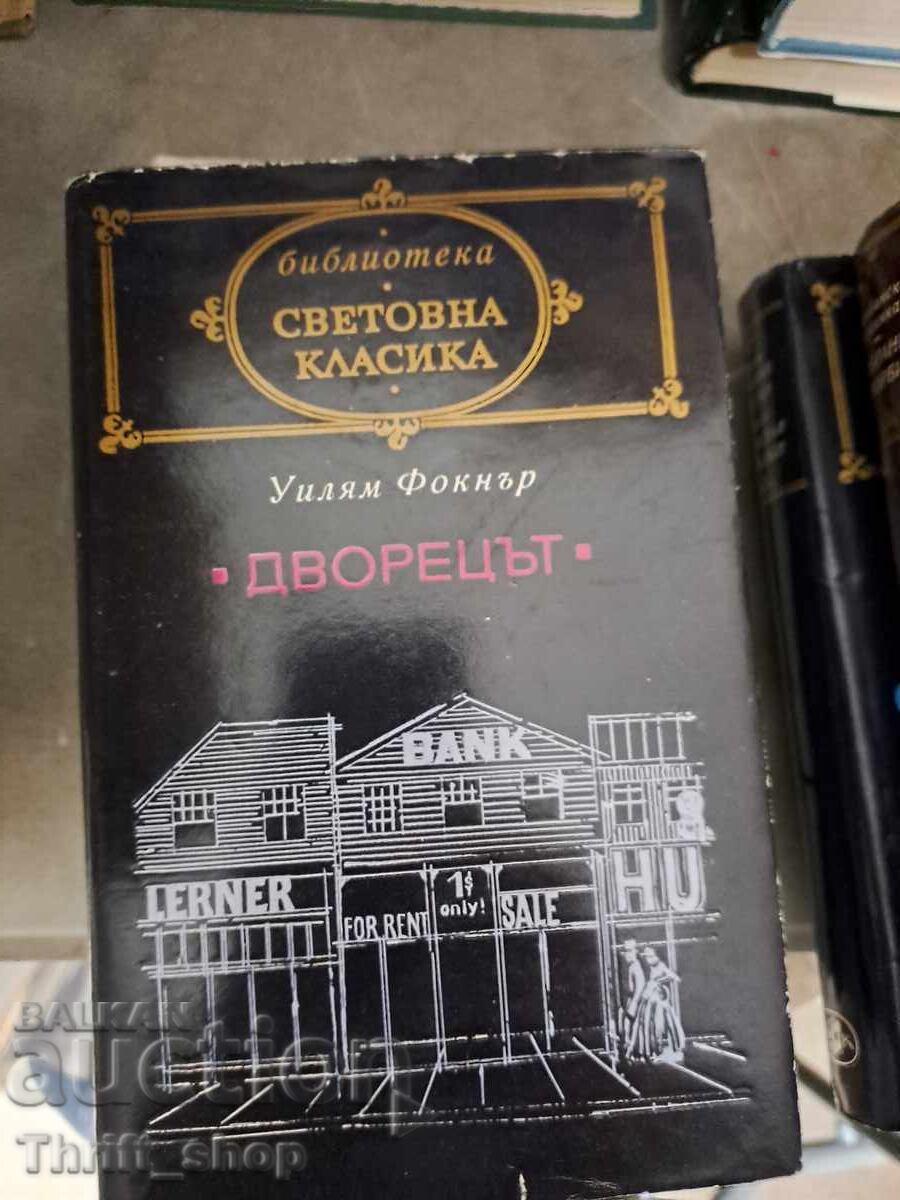 библиотека
СВЕТОВНА
КЛАСИКА
Уилям Фокнър
ДВОРЕЦЪТ
BANK
LERNER
FOR RENT
1$
only!
SALE
HU
BALKAN
auction
Thrift_shop